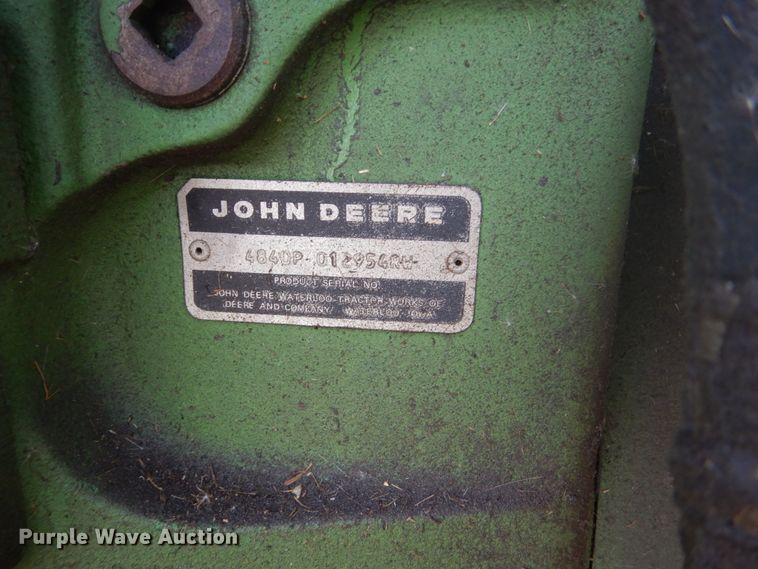 JOHN DEERE
4840P-012954RW
PRODUCT SERIAL NO.
JOHN DEERE WATERLOO TRACTOR WORKS OF
DEERE AND COMPANY WATERLOO IOWA
Purple Wave Auction